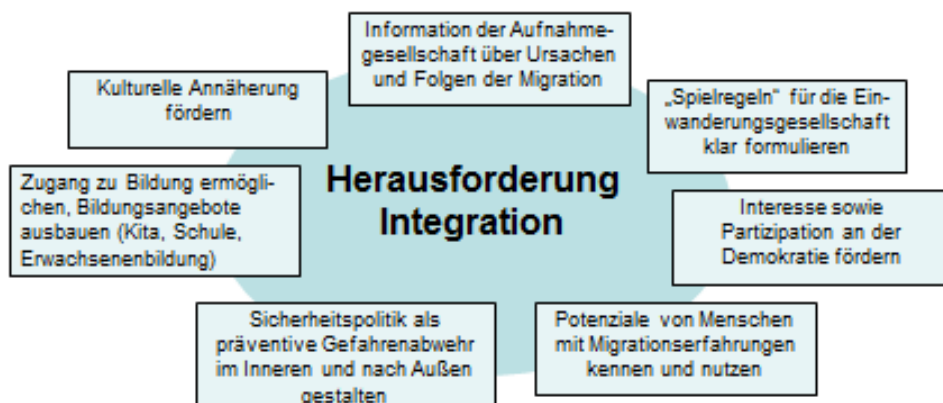 Information der Aufnahme-
gesellschaft über Ursachen
und Folgen der Migration
Kulturelle Annäherung
fördern
„Spielregeln“ für die Ein-
wanderungsgesellschaft
klar formulieren
Herausforderung
Integration
Zugang zu Bildung ermögli-
chen, Bildungsangebote
ausbauen (Kita, Schule,
Erwachsenenbildung)
Interesse sowie
Partizipation an der
Demokratie fördern
Sicherheitspolitik als
präventive Gefahrenabwehr
im Inneren und nach Außen
gestalten
Potenziale von Menschen
mit Migrationserfahrungen
kennen und nutzen